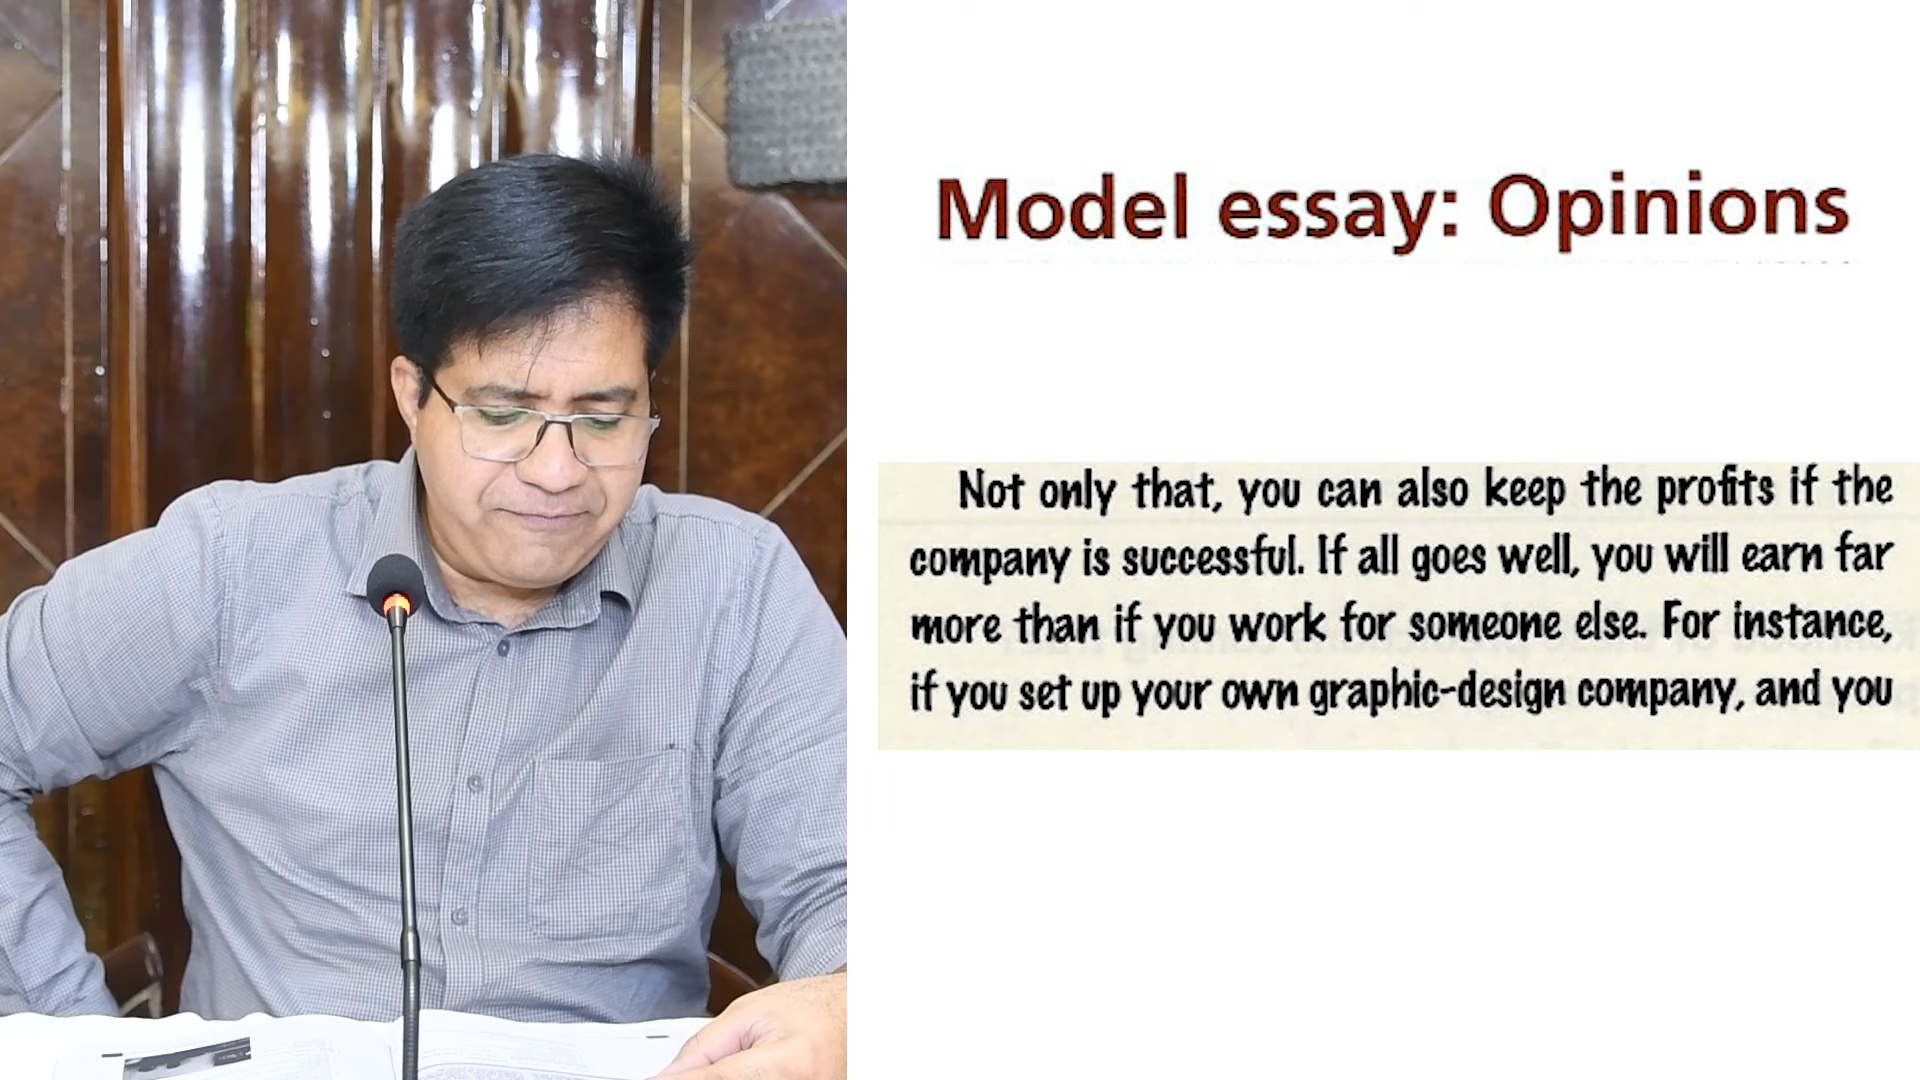 Model essay: Opinions
Not only that, you can also keep the profits if the
company is successful. If all goes well, you will earn far
more than if you work for someone else. For instance,
if you set up your own graphic-design company, and you